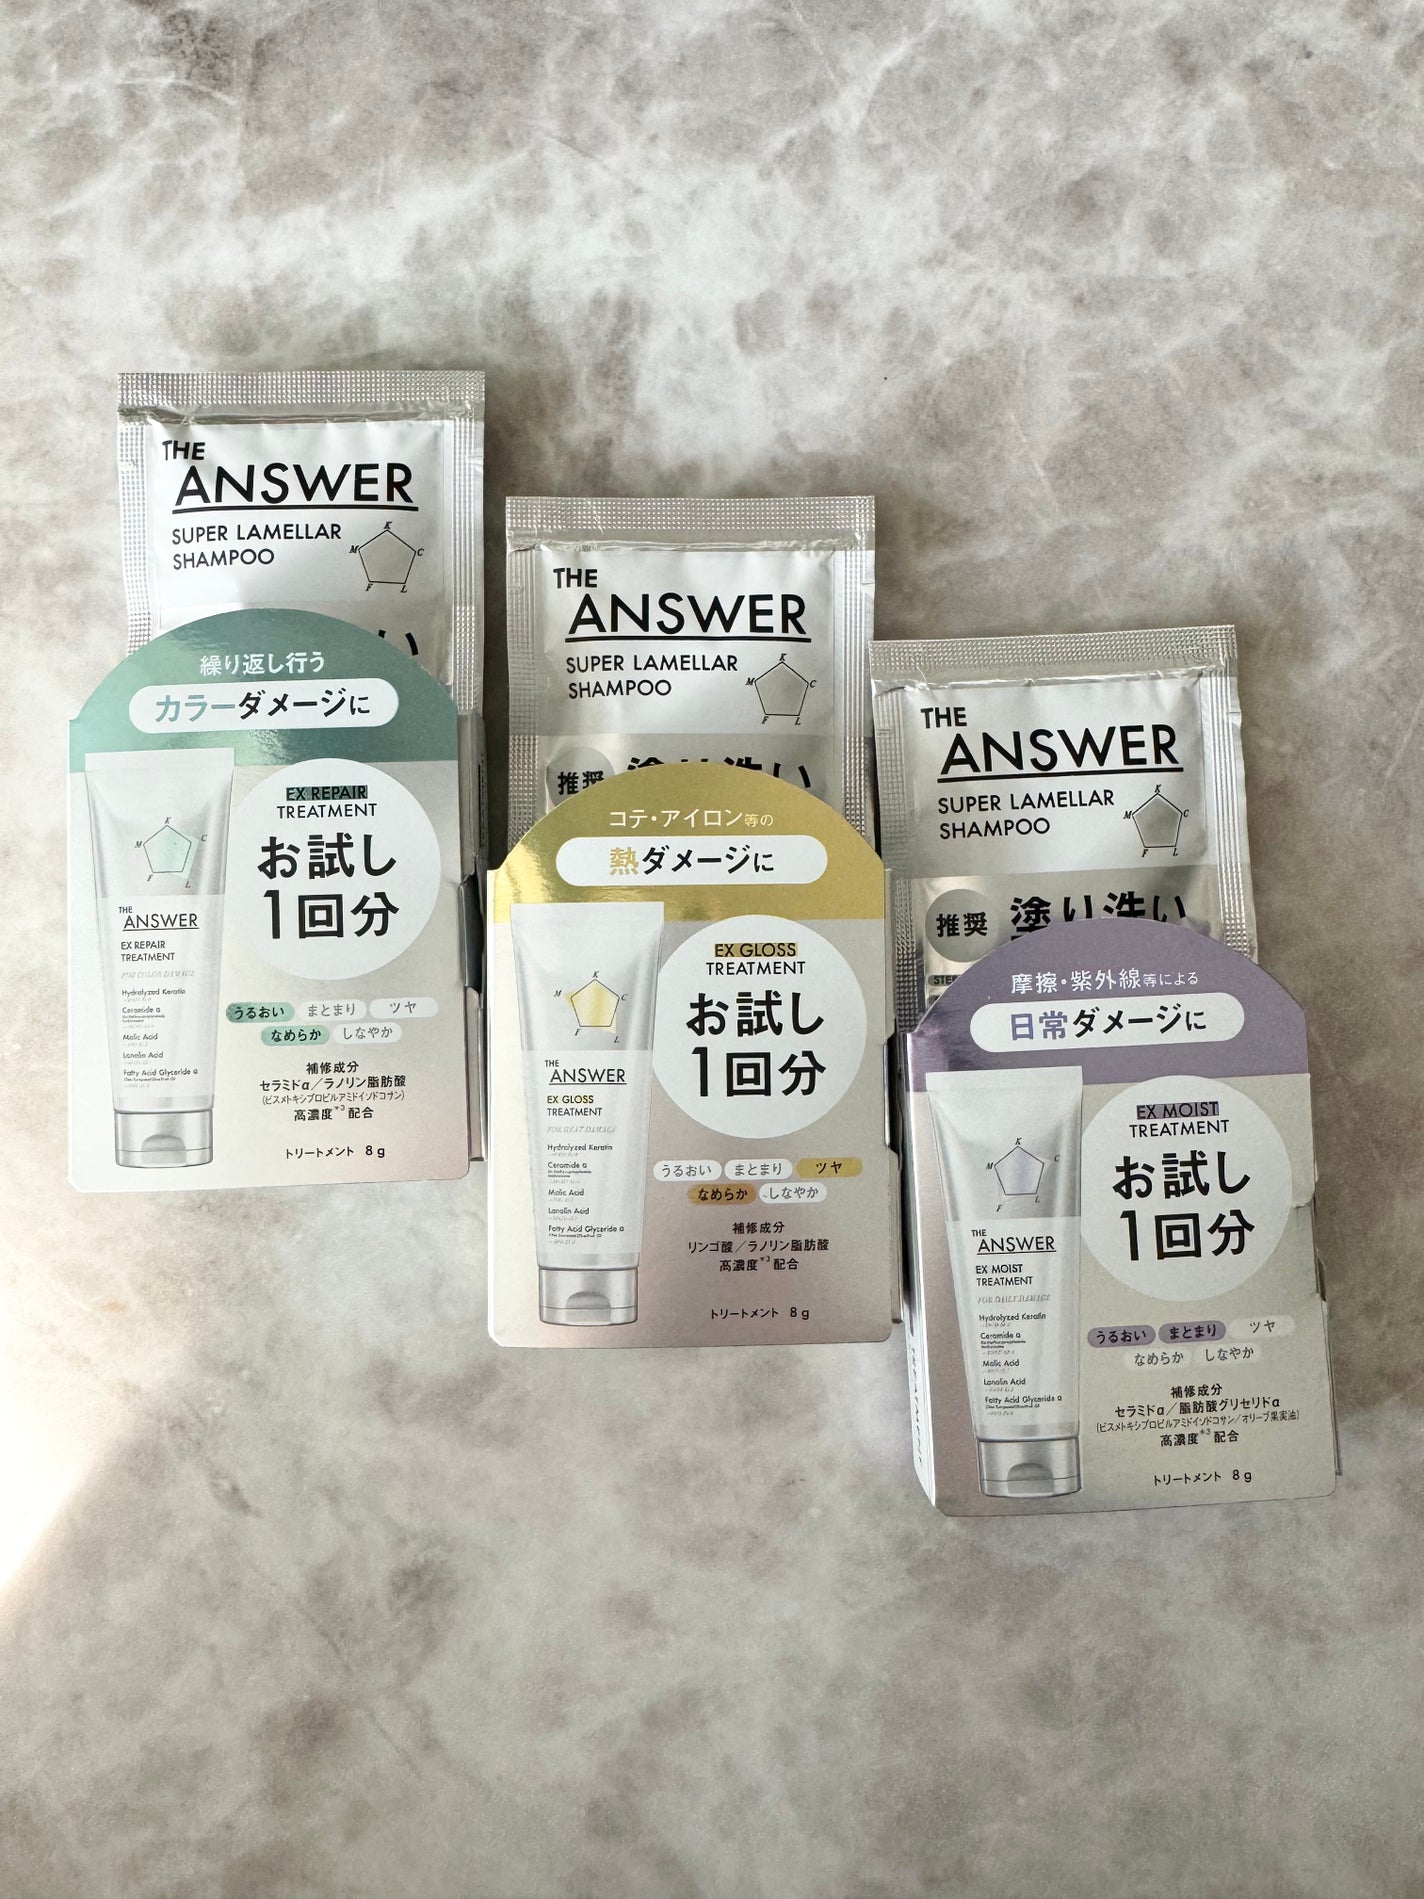 THE
ANSWER
SUPER LAMELLAR
SHAMPOO
K
M
C
F
L
い
繰り返し行う
カラーダメージに
EX REPAIR
TREATMENT
お試し
1回分
K
M
C
F
L
THE
ANSWER
EX REPAIR
TREATMENT
FOR COLOR DAMAGE
Hydrolyzed Keratin
Ceramide α
Malic Acid
Lanolin Acid
Fatty Acid Glyceride α
うるおい まとまり ツヤ
なめらか しなやか
補修成分
セラミドα/ラノリン脂肪酸
(ビスメトキシプロピルアミドイソドコサン)
高濃度*3配合
トリートメント 8g
THE
ANSWER
SUPER LAMELLAR
SHAMPOO
K
M
C
F
L
推奨 塗り洗い
コテ・アイロン等の
熱ダメージに
EX GLOSS
TREATMENT
お試し
1回分
K
M
C
F
L
THE
ANSWER
EX GLOSS
TREATMENT
FOR HEAT DAMAGE
Hydrolyzed Keratin
Ceramide α
Malic Acid
Lanolin Acid
Fatty Acid Glyceride α
うるおい まとまり ツヤ
なめらか しなやか
補修成分
リンゴ酸/ラノリン脂肪酸
高濃度*3配合
トリートメント 8g
THE
ANSWER
SUPER LAMELLAR
SHAMPOO
K
M
C
F
L
推奨 塗り洗い
摩擦・紫外線等による
日常ダメージに
EX MOIST
TREATMENT
お試し
1回分
K
M
C
F
L
THE
ANSWER
EX MOIST
TREATMENT
FOR DAILY DAMAGE
Hydrolyzed Keratin
Ceramide α
Malic Acid
Lanolin Acid
Fatty Acid Glyceride α
うるおい まとまり ツヤ
なめらか しなやか
補修成分
セラミドα/脂肪酸グリセリドα
(ビスメトキシプロピルアミドイソドコサン/オリーブ果実油)
高濃度*3配合
トリートメント 8g
TREATMENT